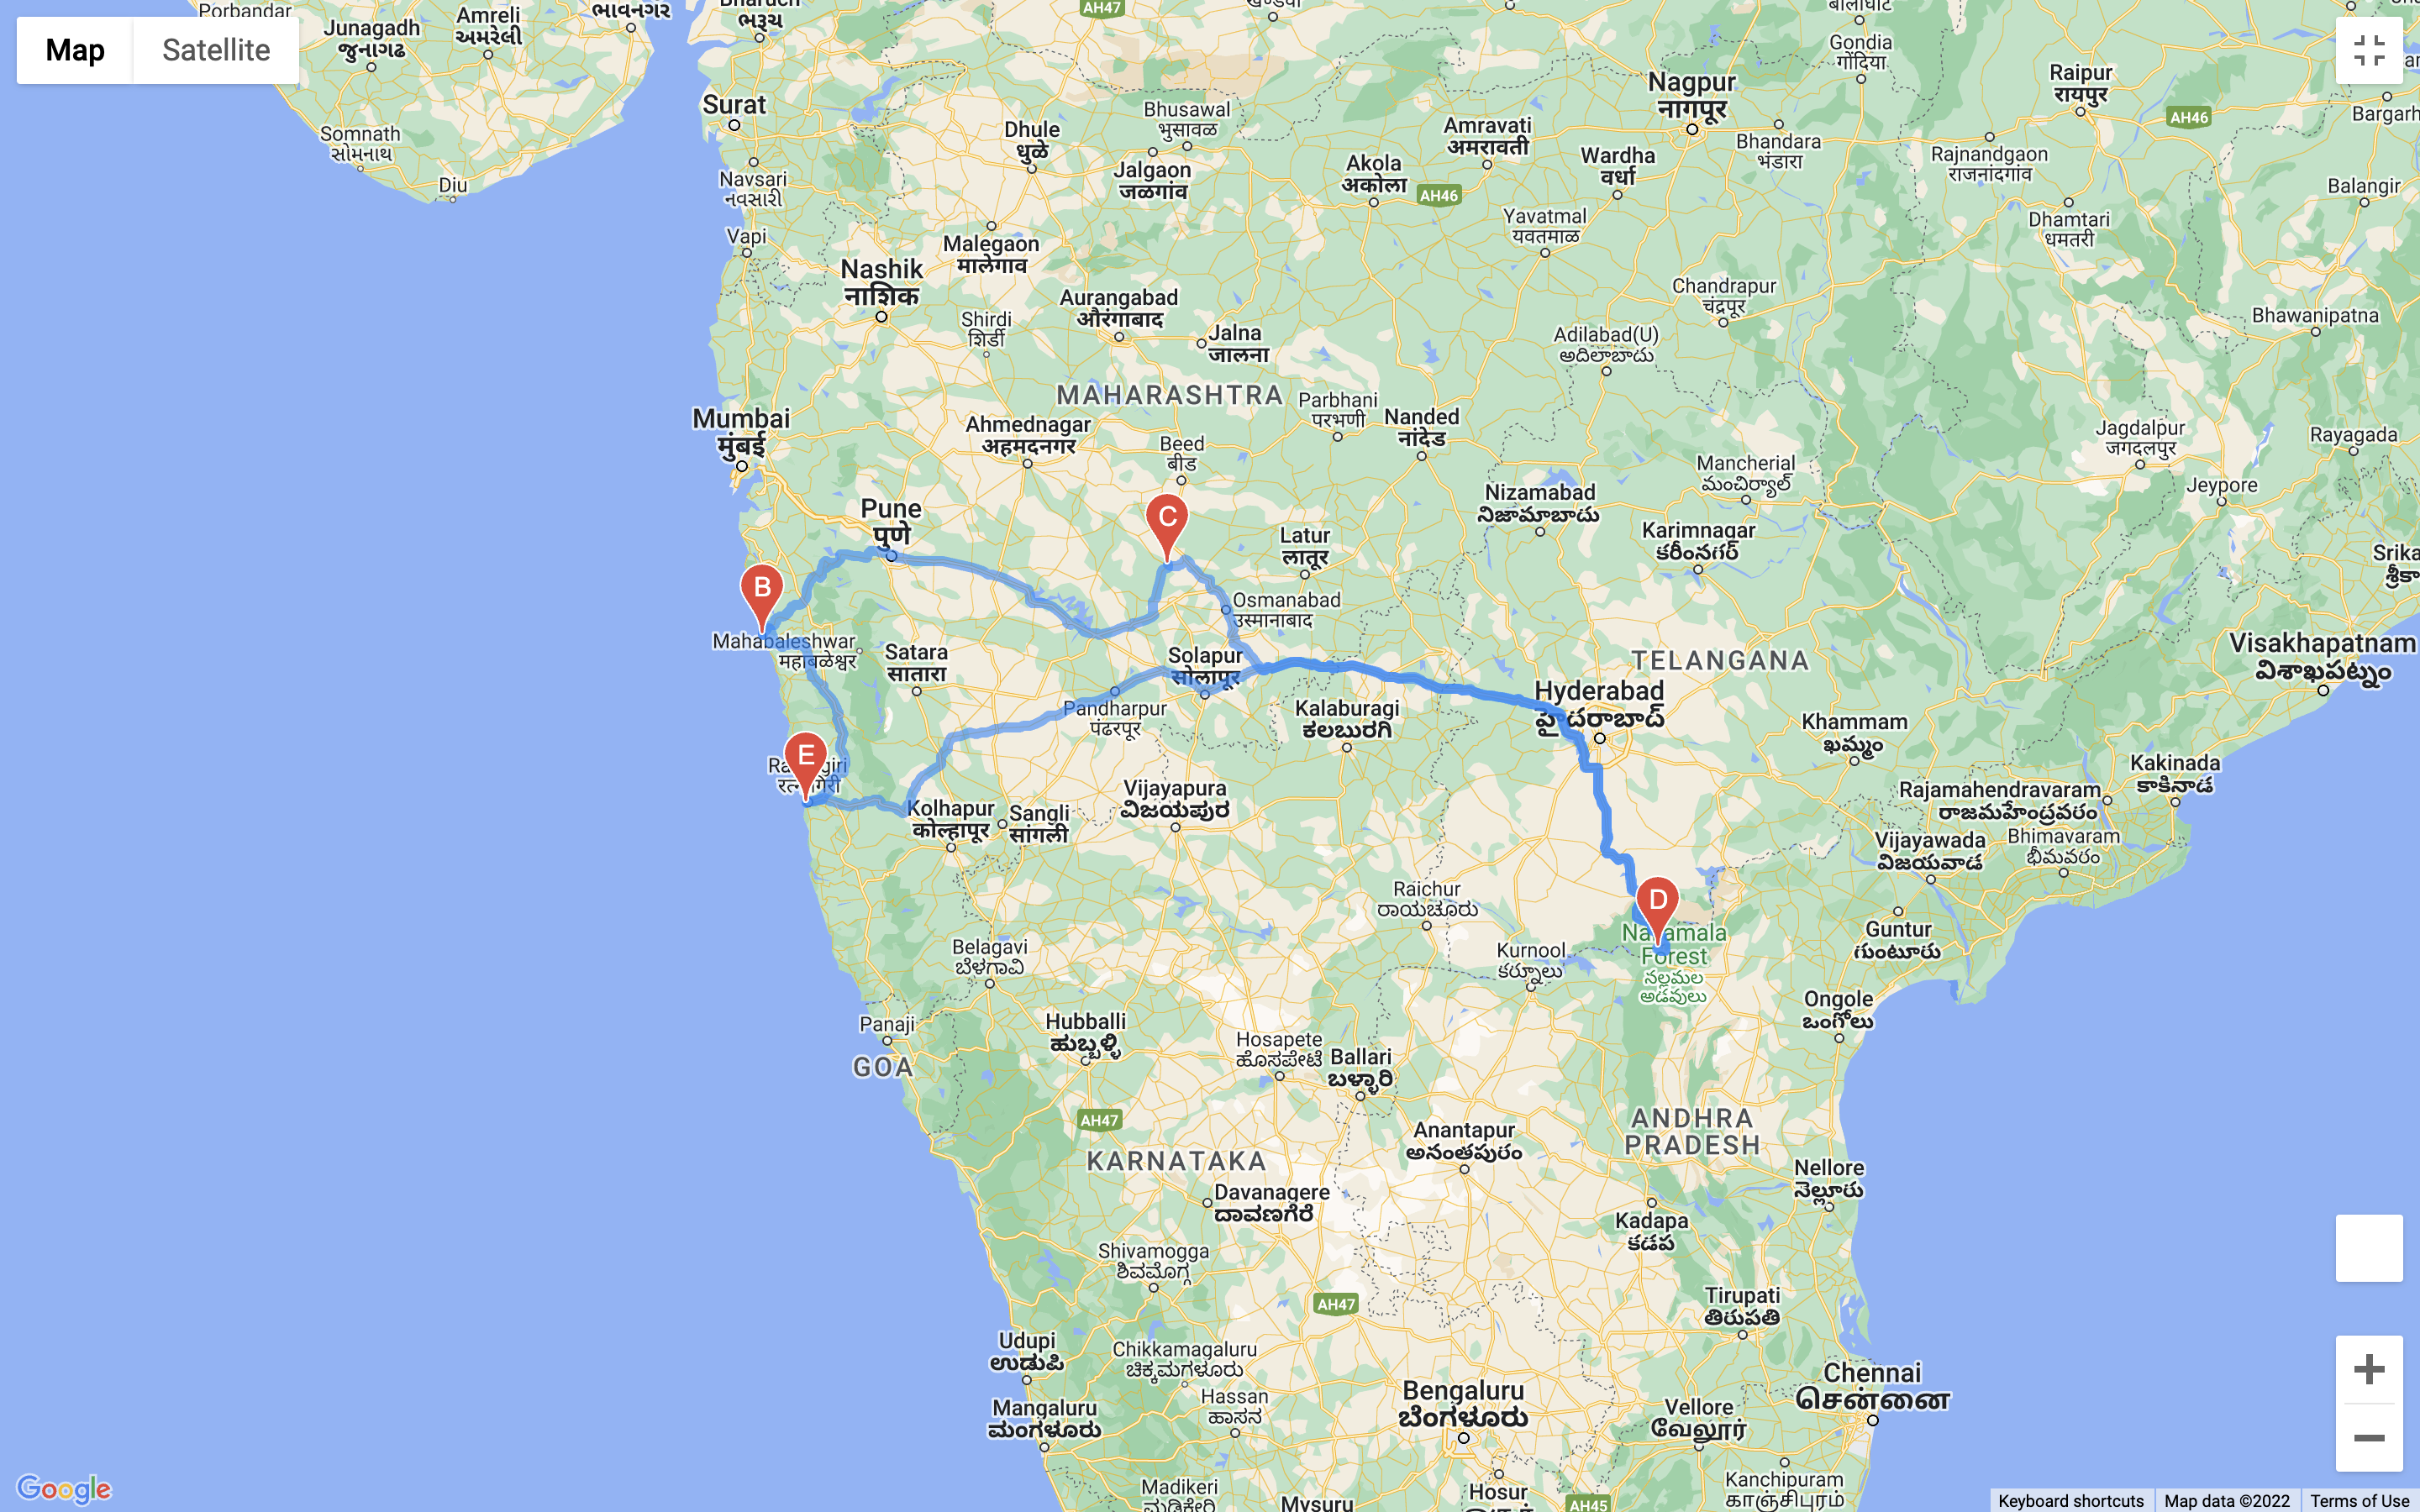 Map
Satellite
Junagadh
જુનાગઢ
Amreli
અમરેલી
ભાવનગર
ભરૂચ
AH47
Gondia
गोंदिया
Surat
Nagpur
नागपूर
Raipur
रायपुर
AH46
Somnath
સોમનાથ
Dhule
धुळे
Bhusawal
भुसावळ
Amravati
अमरावती
Bhandara
भंडारा
Jalgaon
जळगांव
Akola
अकोला
Wardha
वर्धा
AH46
Rajnandgaon
राजनांदगांव
Diu
Navsari
नवसारी
Balangir
Yavatmal
यवतमाळ
Dhamtari
धमतरी
Vapi
Malegaon
मालेगाव
Nashik
नाशिक
Aurangabad
औरंगाबाद
Chandrapur
चंद्रपूर
Shirdi
शिर्डी
Jalna
जालना
Adilabad(U)
అదిలాబాదు
Bhawanipatna
MAHARASHTRA
Parbhani
परभणी
Nanded
नांदेड
Mumbai
मुंबई
Ahmednagar
अहमदनगर
Beed
बीड
Jagdalpur
जगदलपुर
Rayagada
Mancherial
మంచిర్యాల్
Nizamabad
నిజామాబాదు
Jeypore
Pune
पुणे
C
Latur
लातूर
Karimnagar
కరీంనగర్
B
Osmanabad
उस्मानाबाद
Mahabaleshwar
महाबळेश्वर
Satara
सातारा
Solapur
सोलापूर
TELANGANA
Visakhapatnam
విశాఖపట్నం
Hyderabad
హైదరాబాద్
Pandharpur
पंढरपूर
Kalaburagi
ಕಲಬುರಗಿ
Khammam
ఖమ్మం
E
Kakinada
కాకినాడ
Vijayapura
ವಿಜಯಪುರ
Rajamahendravaram
రాజమహేంద్రవరం
Kolhapur
कोल्हापूर
Sangli
सांगली
Vijayawada
విజయవాడ
Bhimavaram
భీమవరం
Raichur
ರಾಯಚೂರು
D
Forest
నల్లమల
అడవులు
Guntur
గుంటూరు
Belagavi
ಬೆಳಗಾವಿ
Kurnool
కర్నూలు
Ongole
ఒంగోలు
Panaji
GOA
Hubballi
ಹುಬ್ಬಳ್ಳಿ
Hosapete
ಹೊಸಪೇಟೆ
Ballari
ಬಳ್ಳಾರಿ
AH47
ANDHRA
PRADESH
Anantapur
అనంతపురం
KARNATAKA
Nellore
నెల్లూరు
Davanagere
ದಾವಣಗೆರೆ
Kadapa
కడప
Shivamogga
ಶಿವಮೊಗ್ಗ
AH47
Tirupati
తిరుపతి
Udupi
ಉಡುಪಿ
Chikkamagaluru
ಚಿಕ್ಕಮಗಳೂರು
Chennai
சென்னை
Hassan
ಹಾಸನ
Bengaluru
ಬೆಂಗಳೂರು
Mangaluru
ಮಂಗಳೂರು
Vellore
வேலூர்
Madikeri
Mysuru
Hosur
AH45
Kanchipuram
காஞ்சிபுரம்
Google
Keyboard shortcuts
Map data ©2022
Terms of Use